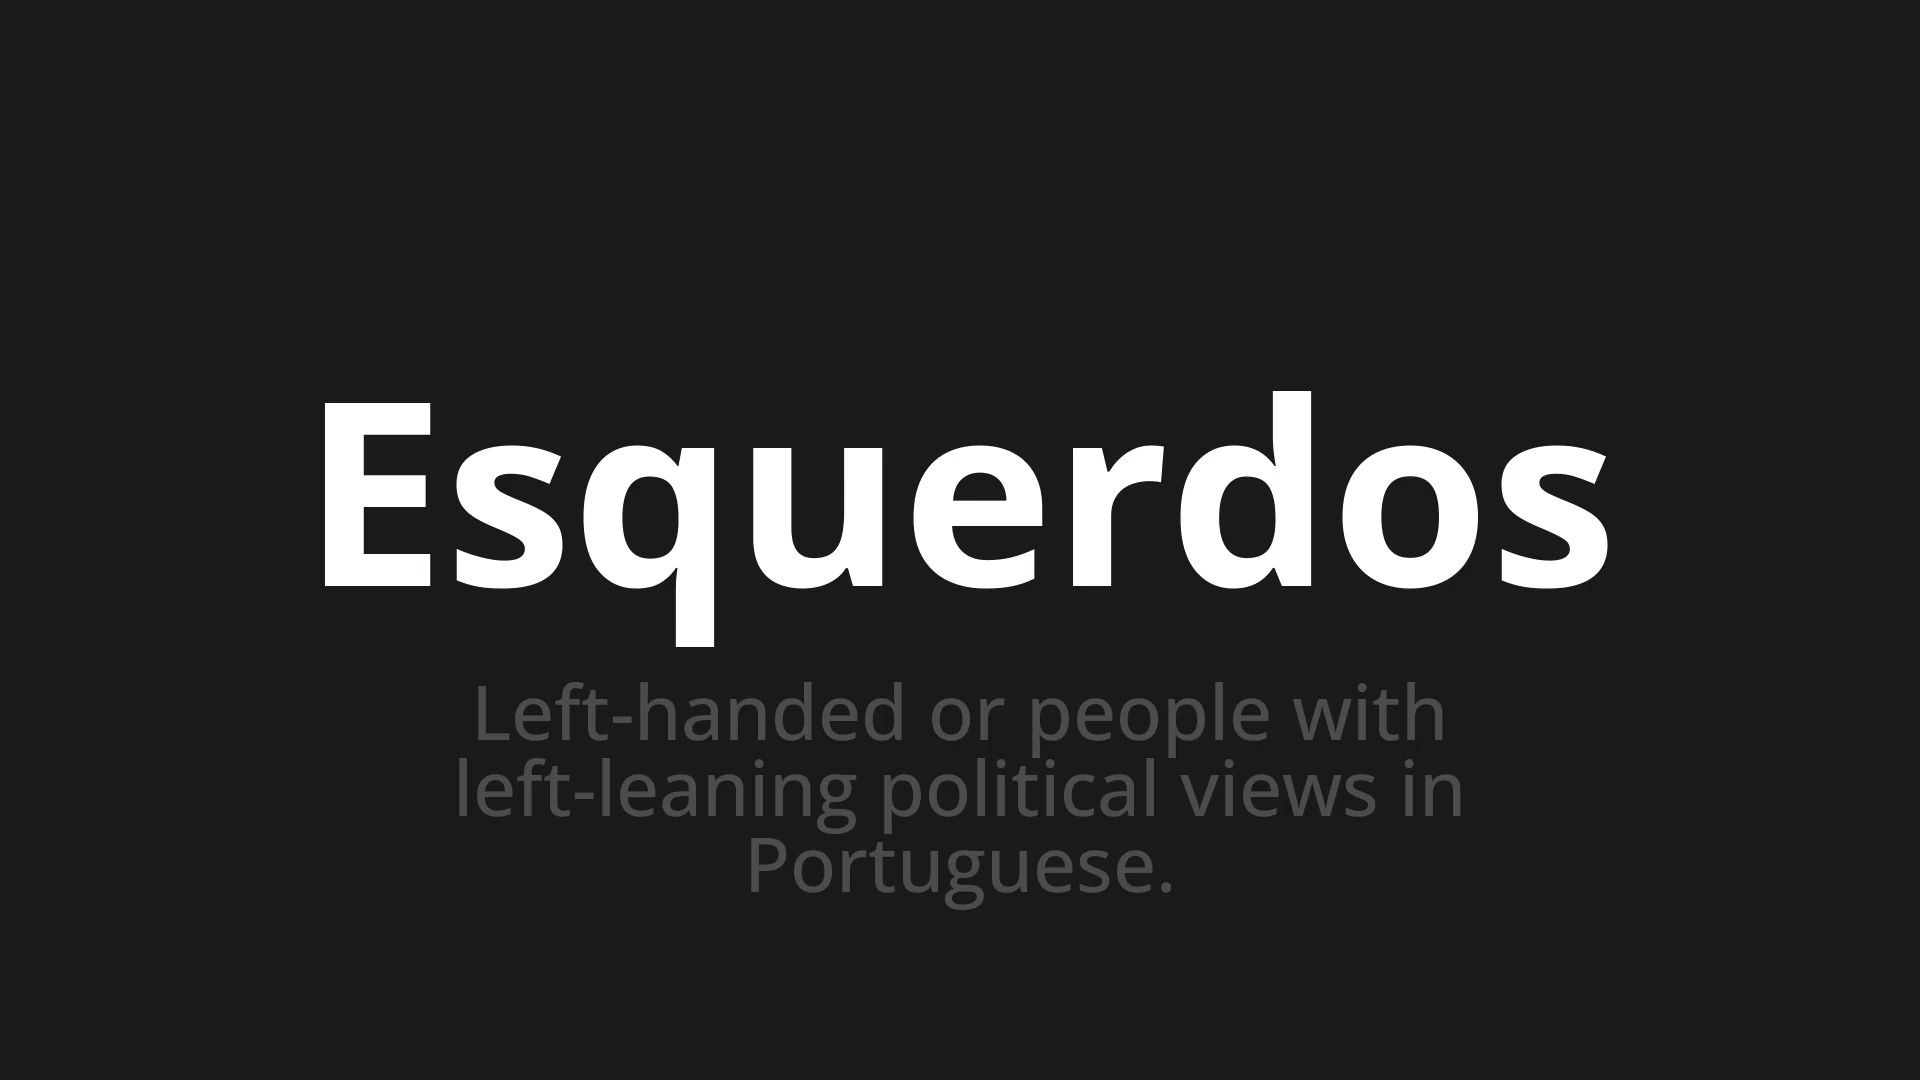 Esquerdos
Left-handed or people with
left-leaning political views in
Portuguese.